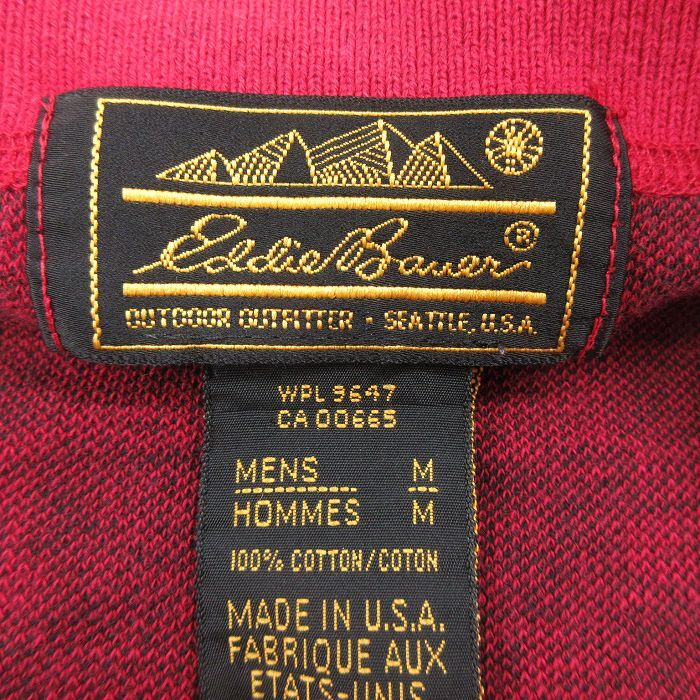 Eddie Bauer ®
OUTDOOR OUTFITTER • SEATTLE, U.S.A.
WPL 9647
CA 00665
MENS M
HOMMES M
100% COTTON/COTON
MADE IN U.S.A.
FABRIQUE AUX
ETATS-UNIS